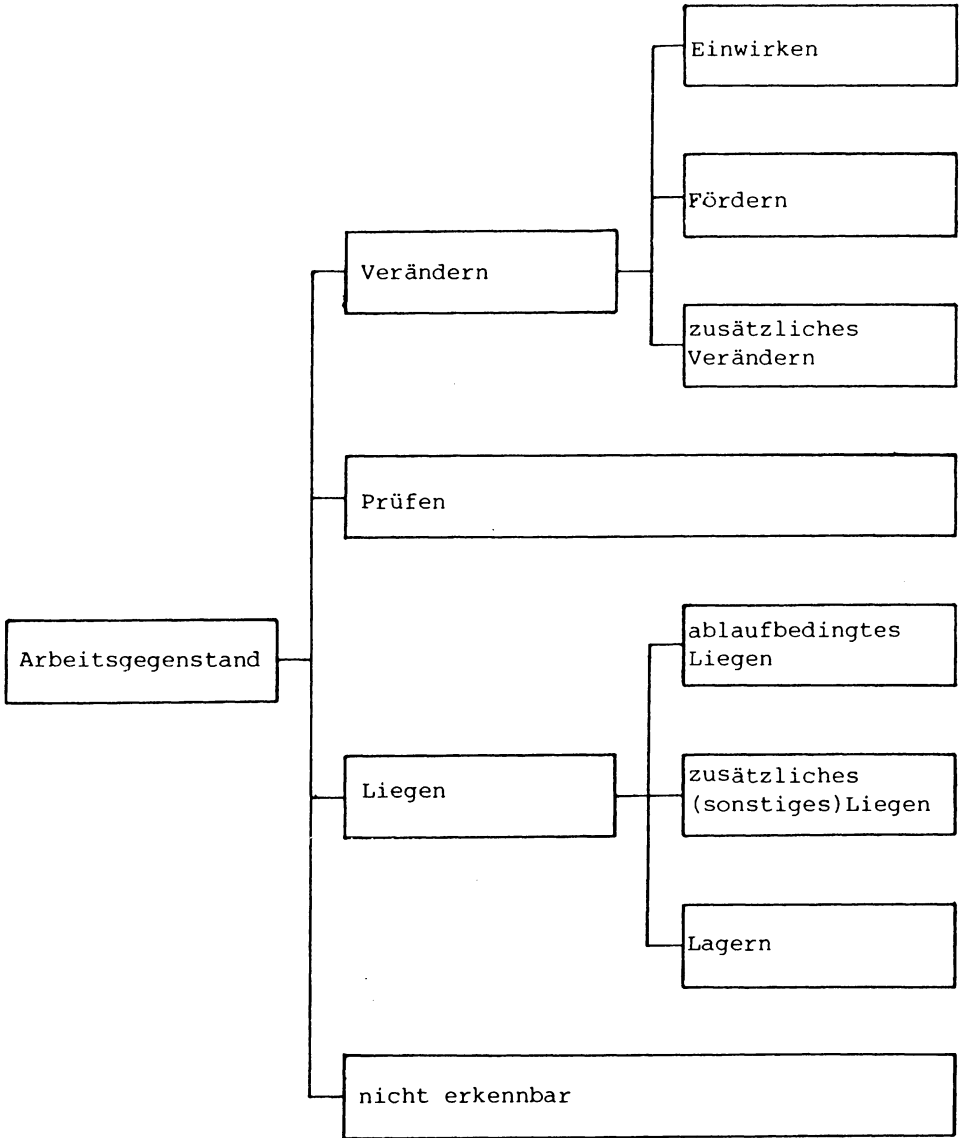 Einwirken
Fördern
Verändern
zusätzliches
Verändern
Prüfen
Arbeitsgegenstand
ablaufbedingtes
Liegen
Liegen
zusätzliches
(sonstiges)Liegen
Lagern
nicht erkennbar